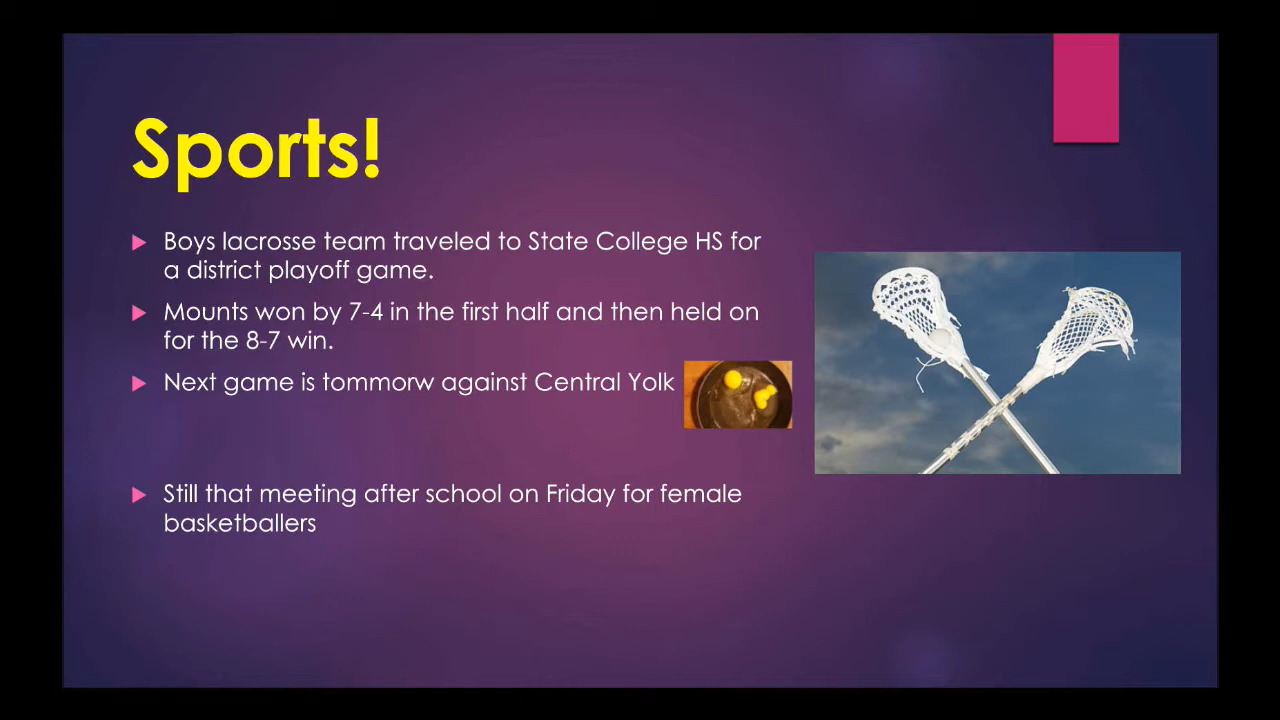 Sports!
Boys lacrosse team traveled to State College HS for
a district playoff game.
Mounts won by 7-4 in the first half and then held on
for the 8-7 win.
Next game is tommorw against Central Yolk
Still that meeting after school on Friday for female
basketballers